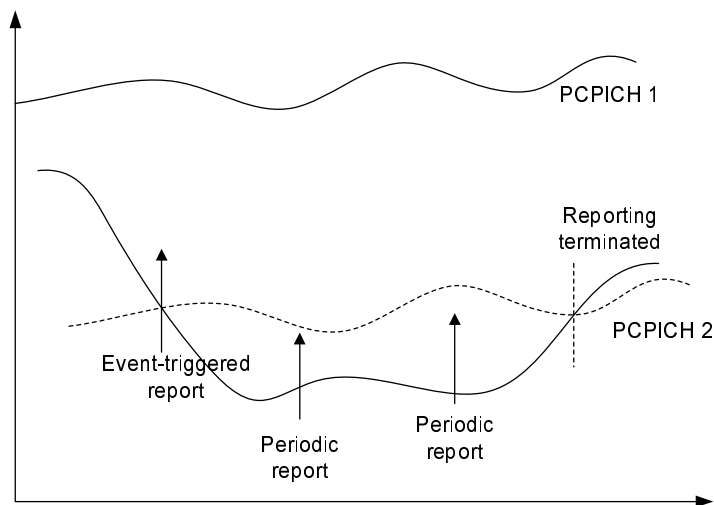 PCPICH 1
Reporting
terminated
PCPICH 2
Event-triggered
report
Periodic
report
Periodic
report